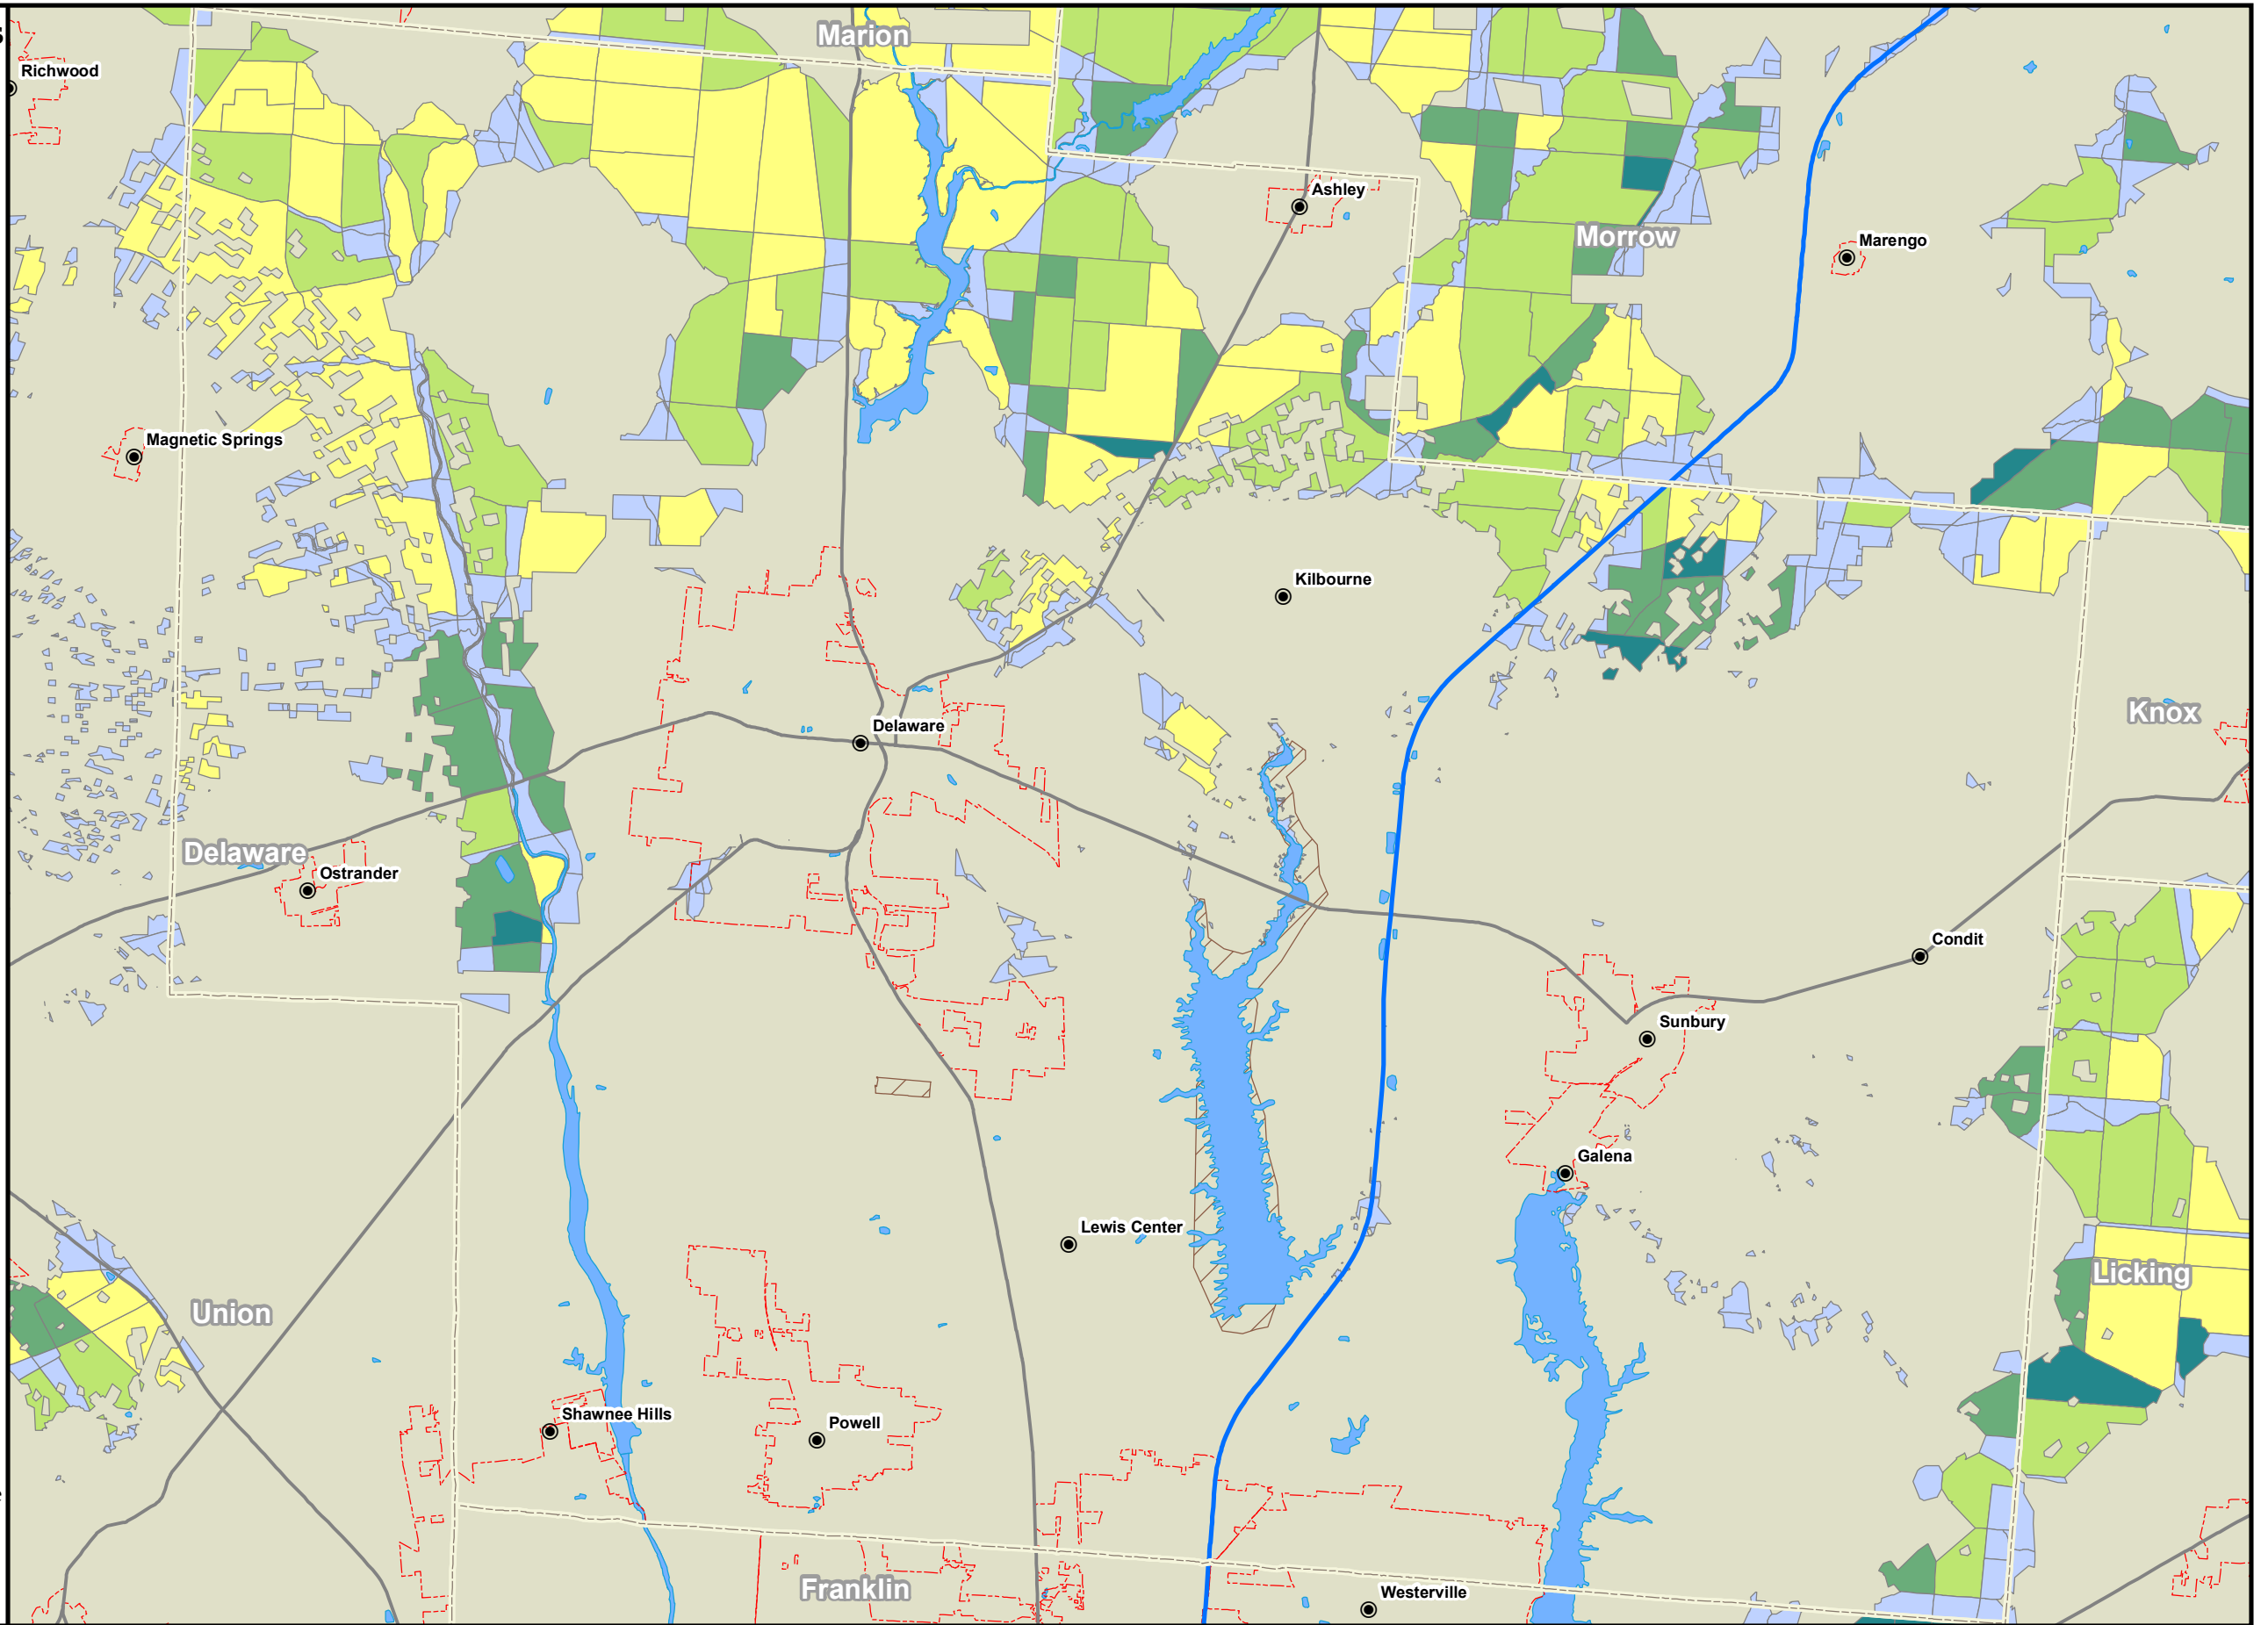 Marion
Richwood
Ashley
Morrow
Marengo
Magnetic Springs
Kilbourne
Knox
Delaware
Delaware
Ostrander
Condit
Sunbury
Galena
Lewis Center
Licking
Union
Shawnee Hills
Powell
Franklin
Westerville